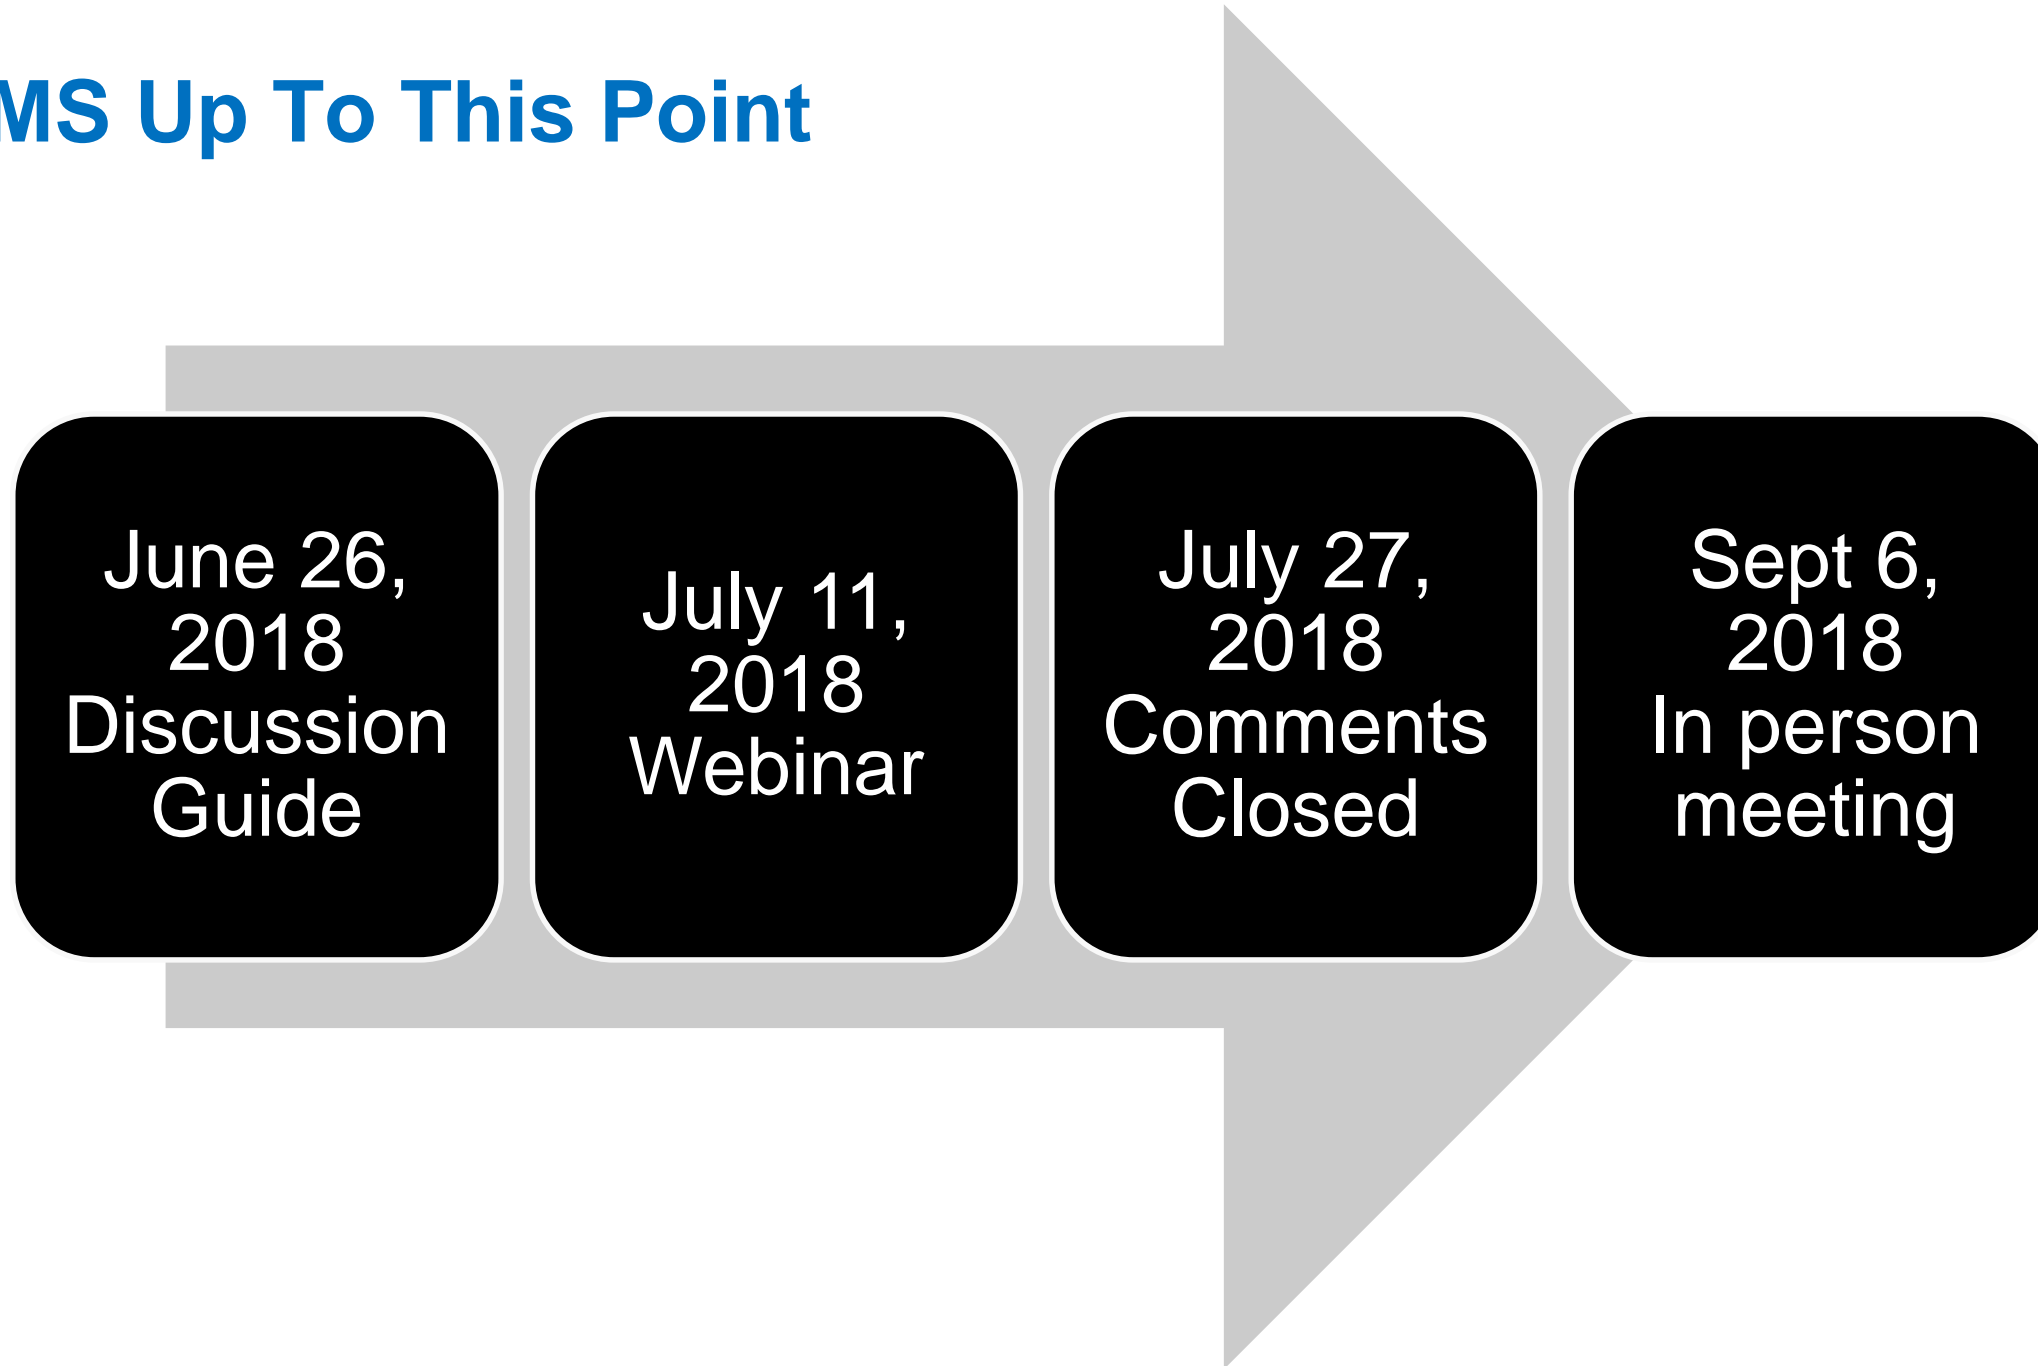 MS Up To This Point
June 26,
2018
Discussion
Guide
July 11,
2018
Webinar
July 27,
2018
Comments
Closed
Sept 6,
2018
In person
meeting